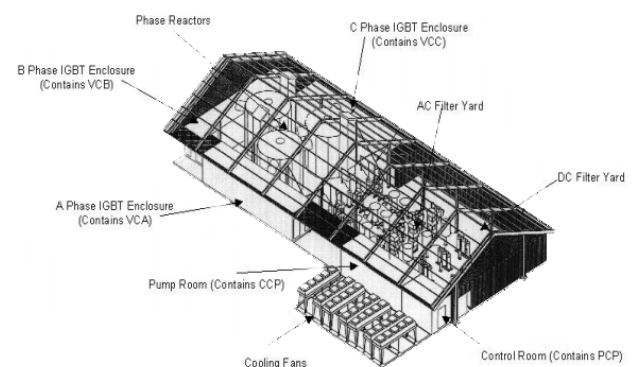 Phase Reactors
C Phase IGBT Enclosure
(Contains VCC)
B Phase IGBT Enclosure
(Contains VCB)
AC Filter Yard
DC Filter Yard
A Phase IGBT Enclosure
(Contains VCA)
Pump Room (Contains CCP)
Cooling Fans
Control Room (Contains PCP)